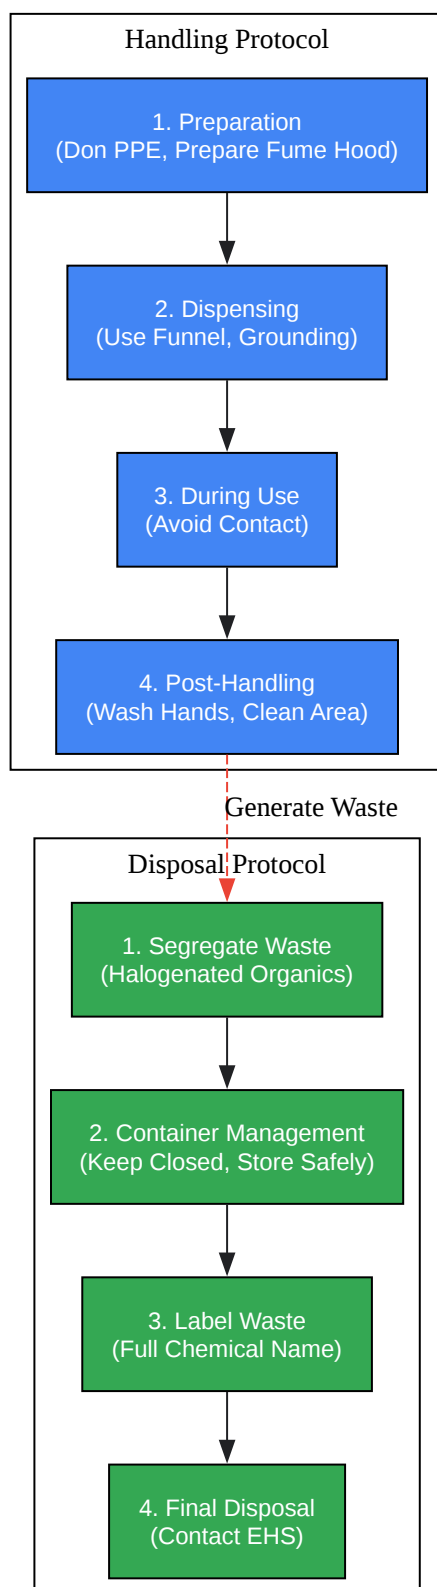 Handling Protocol
1. Preparation
(Don PPE, Prepare Fume Hood)
2. Dispensing
(Use Funnel, Grounding)
3. During Use
(Avoid Contact)
4. Post-Handling
(Wash Hands, Clean Area)
Generate Waste
Disposal Protocol
1. Segregate Waste
(Halogenated Organics)
2. Container Management
(Keep Closed, Store Safely)
3. Label Waste
(Full Chemical Name)
4. Final Disposal
(Contact EHS)